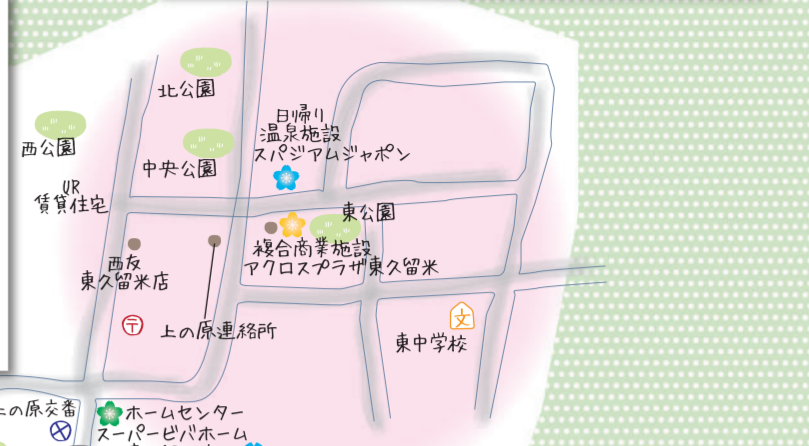 北公園
西公園
中央公園
日帰り
温泉施設
スパジアムジャポン
UR
賃貸住宅
東公園
複合商業施設
アクロスプラザ東久留米
西友
東久留米店
〒
上の原連絡所
文
東中学校
上の原交番
ホームセンター
スーパービバホーム